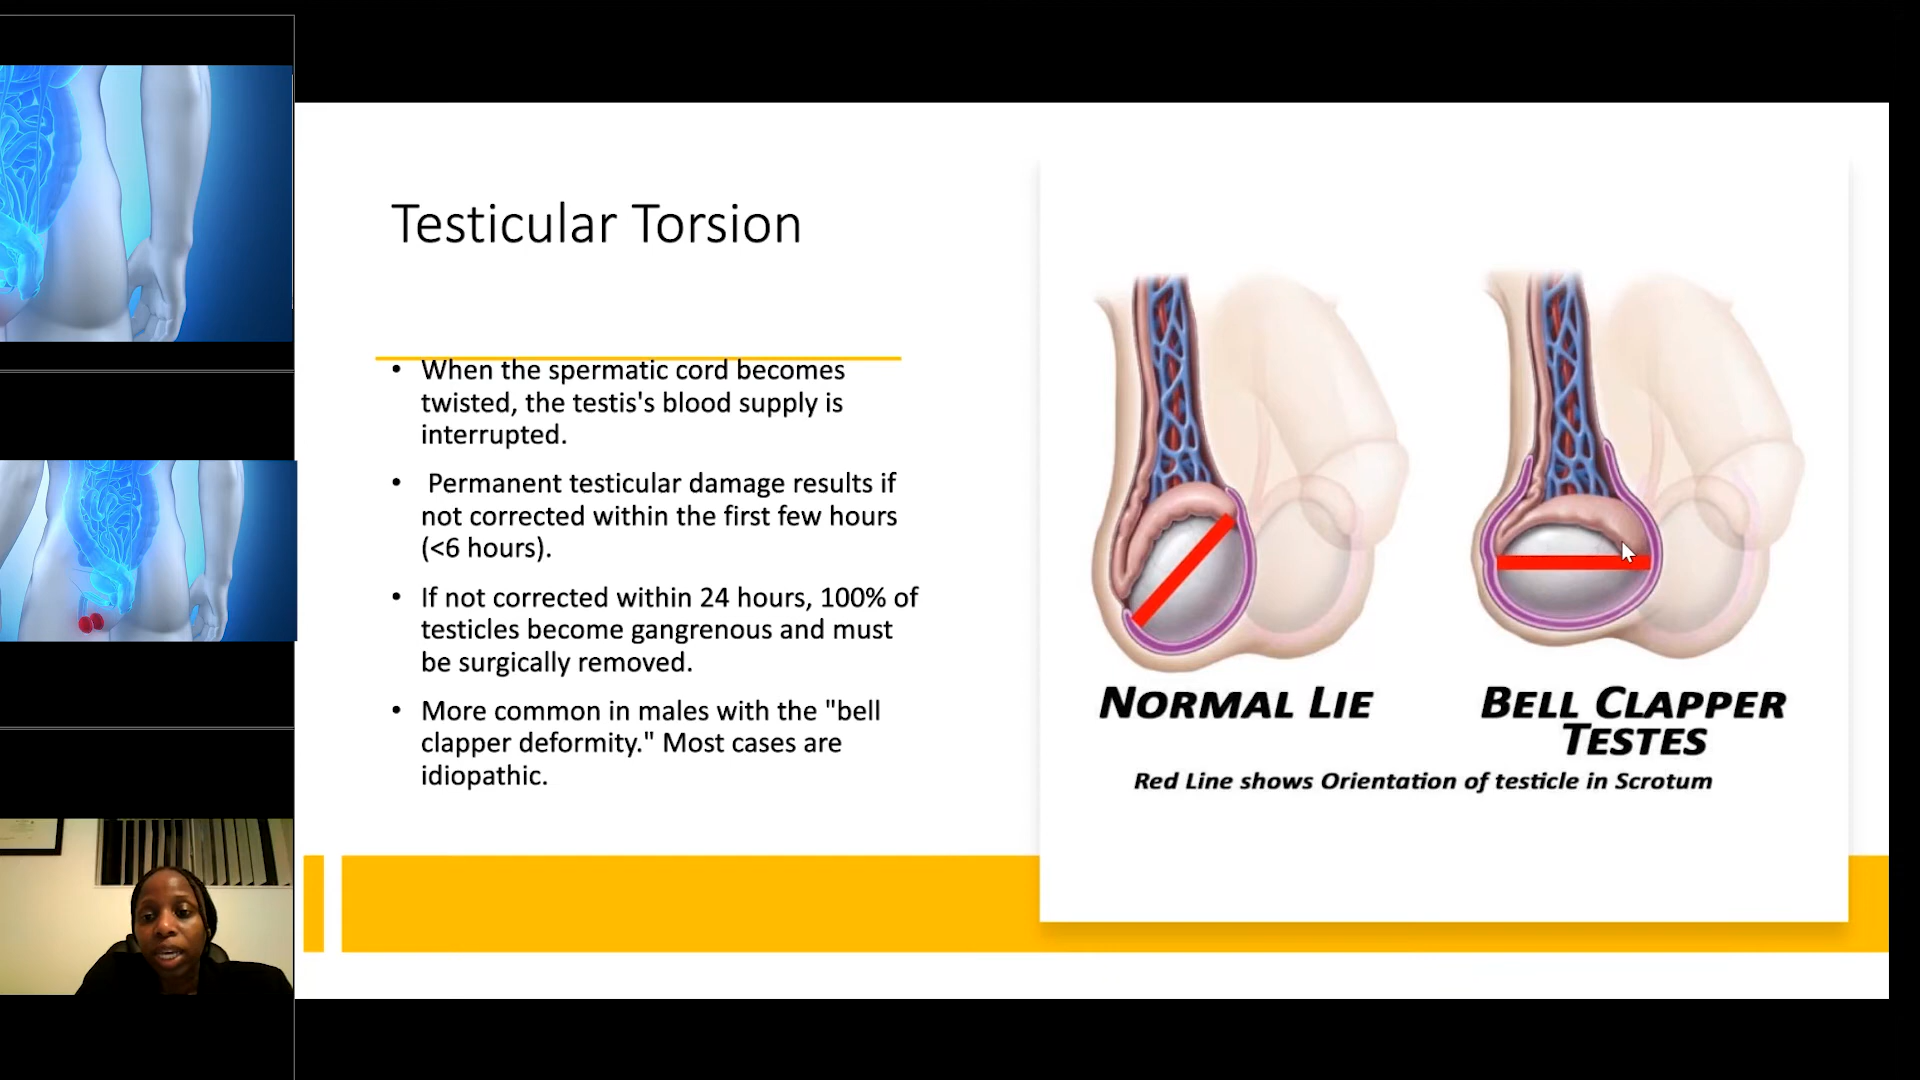 Testicular Torsion
• When the spermatic cord becomes
twisted, the testis's blood supply is
interrupted.
• Permanent testicular damage results if
not corrected within the first few hours
(<6 hours).
• If not corrected within 24 hours, 100% of
testicles become gangrenous and must
be surgically removed.
• More common in males with the "bell
clapper deformity." Most cases are
idiopathic.
NORMAL LIE
BELL CLAPPER
TESTES
Red Line shows Orientation of testicle in Scrotum